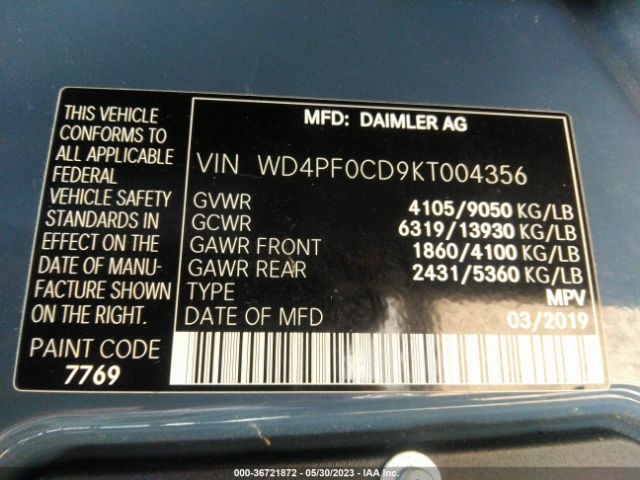 THIS VEHICLE
CONFORMS TO
ALL APPLICABLE
FEDERAL
VEHICLE SAFETY
STANDARDS IN
EFFECT ON THE
DATE OF MANU-
FACTURE SHOWN
ON THE RIGHT.
PAINT CODE
7769
MFD: DAIMLER AG
VIN WD4PF0CD9KT004356
GVWR 4105/9050 KG/LB
GCWR 6319/13930 KG/LB
GAWR FRONT 1860/4100 KG/LB
GAWR REAR 2431/5360 KG/LB
TYPE MPV
DATE OF MFD 03/2019
000-36721872 - 05/30/2023 - IAA Inc.